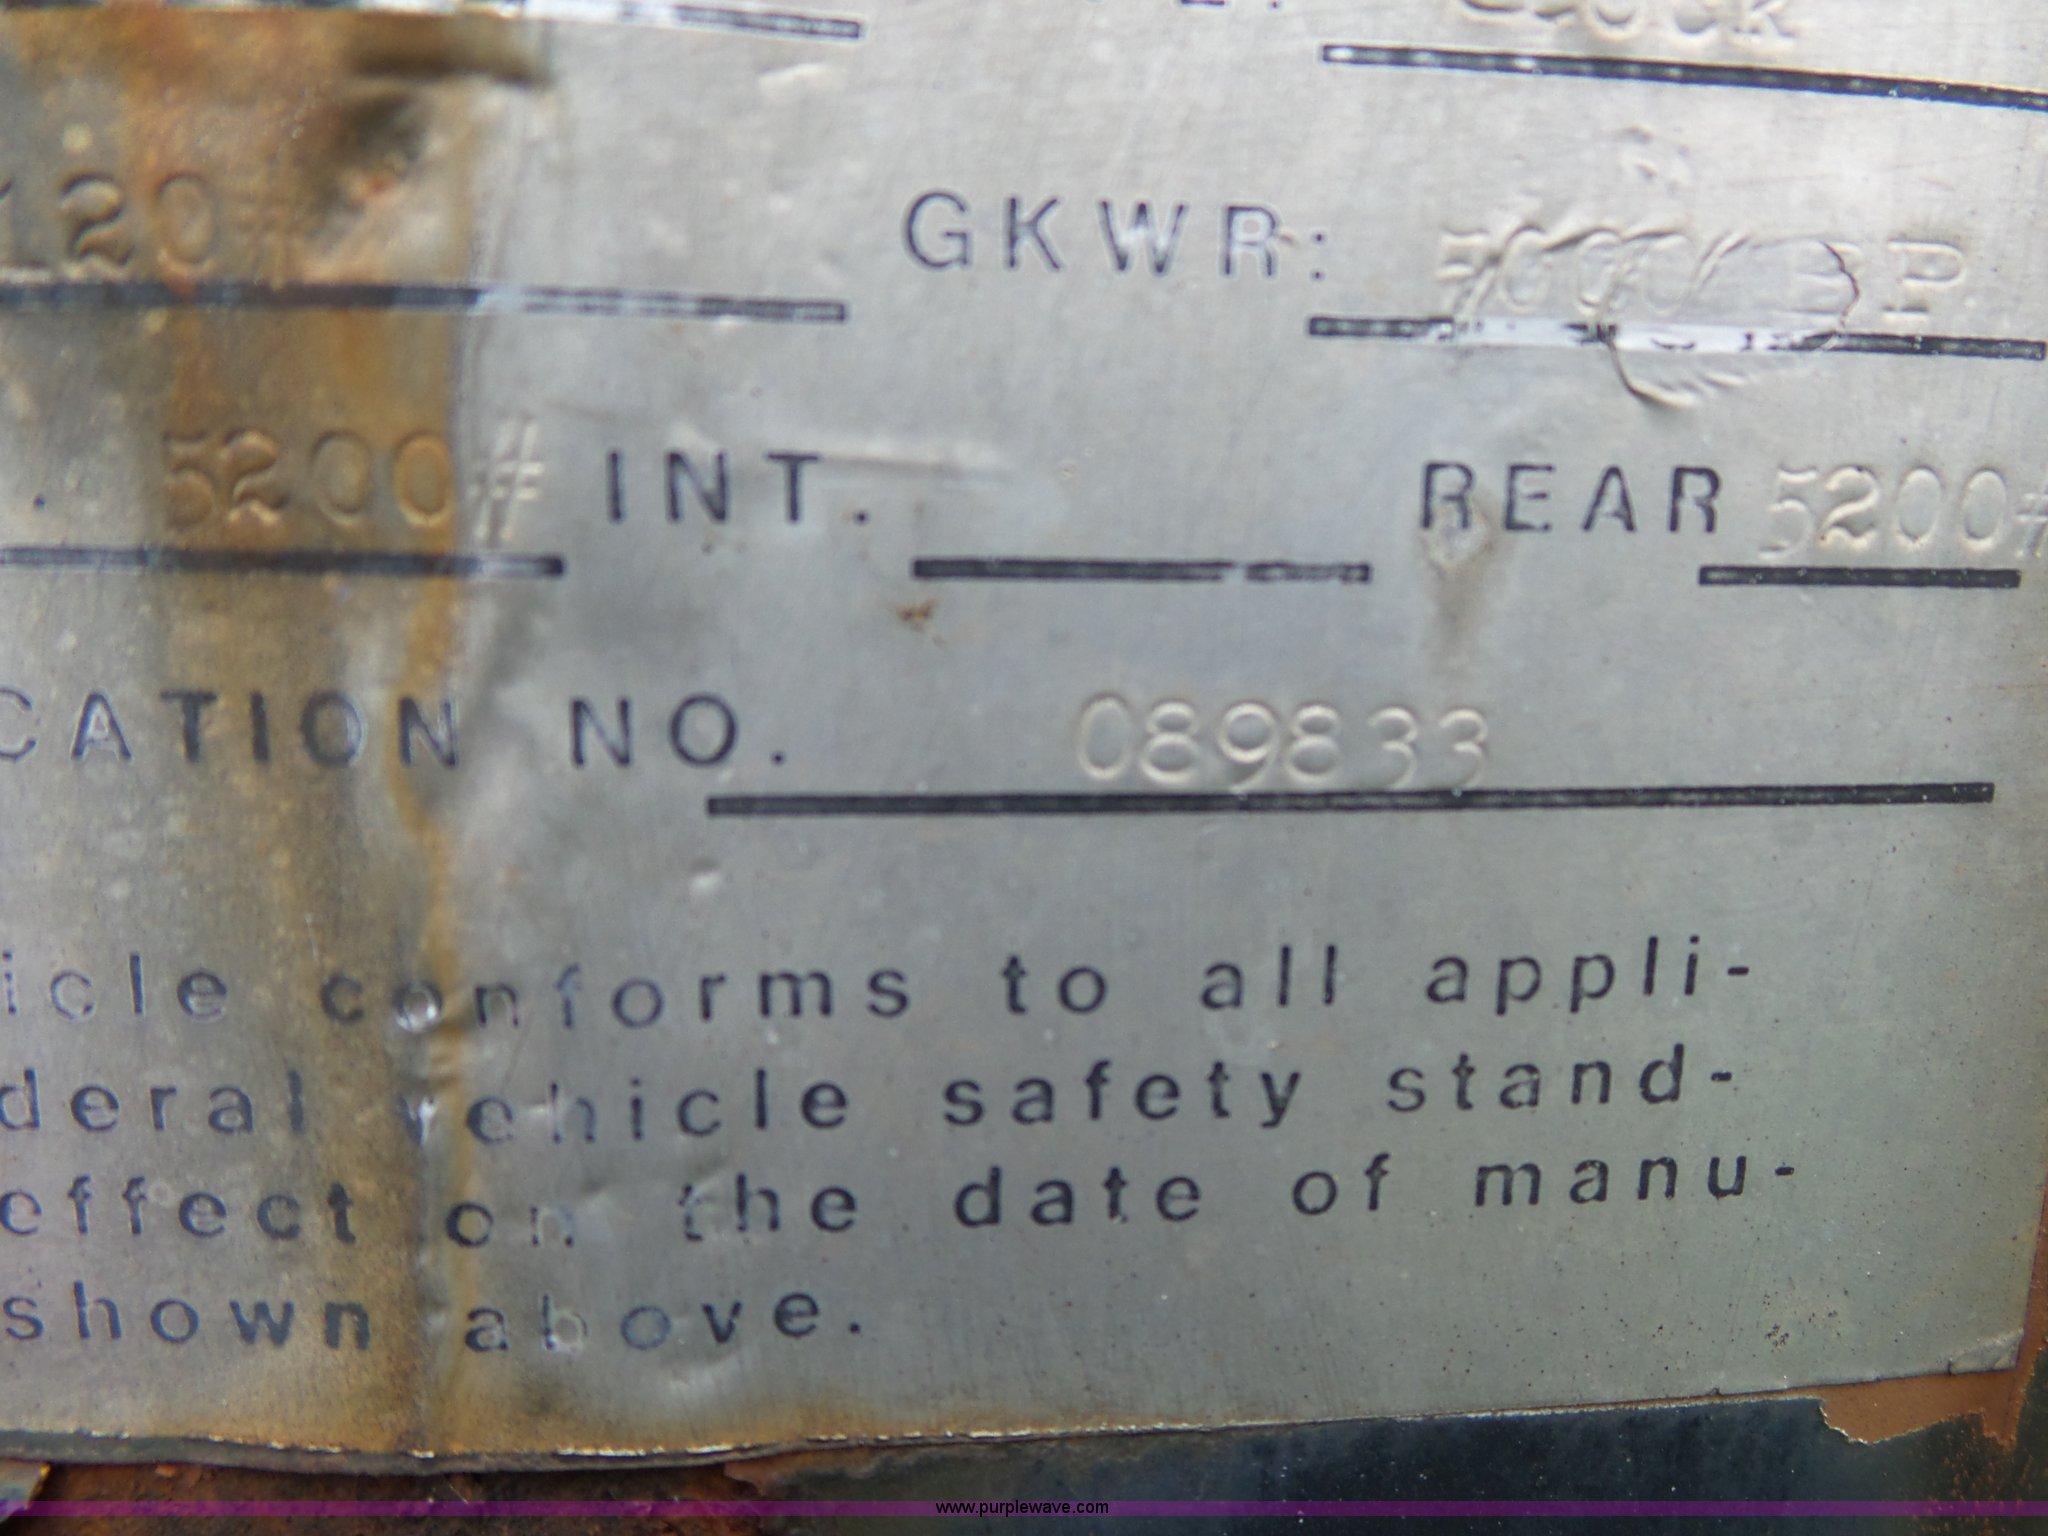 120# GKWR:
. 5200# INT. REAR 5200#
CATION NO. 089833
icle conforms to all appli-
deral vehicle safety stand-
effect on the date of manu-
shown above.
www.purplewave.com